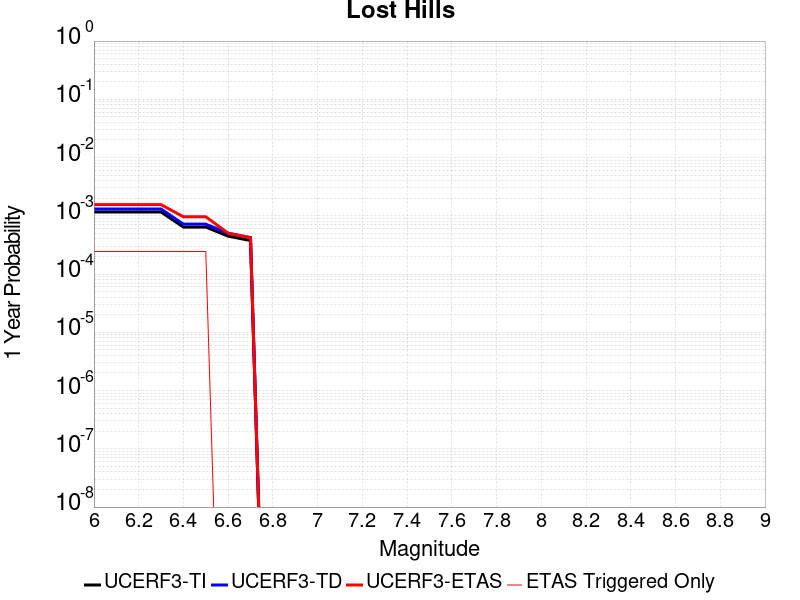 Lost Hills
10^0
10^-1
10^-2
10^-3
10^-4
10^-5
10^-6
10^-7
10^-8
1 Year Probability
6 6.2 6.4 6.6 6.8 7 7.2 7.4 7.6 7.8 8 8.2 8.4 8.6 8.8 9
Magnitude
UCERF3-TI UCERF3-TD UCERF3-ETAS ETAS Triggered Only